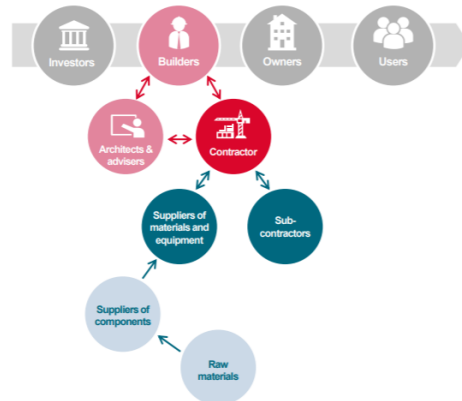 Investors
Builders
Owners
Users
Architects &
advisers
Contractor
Suppliers of
materials and
equipment
Sub-
contractors
Suppliers of
components
Raw
materials